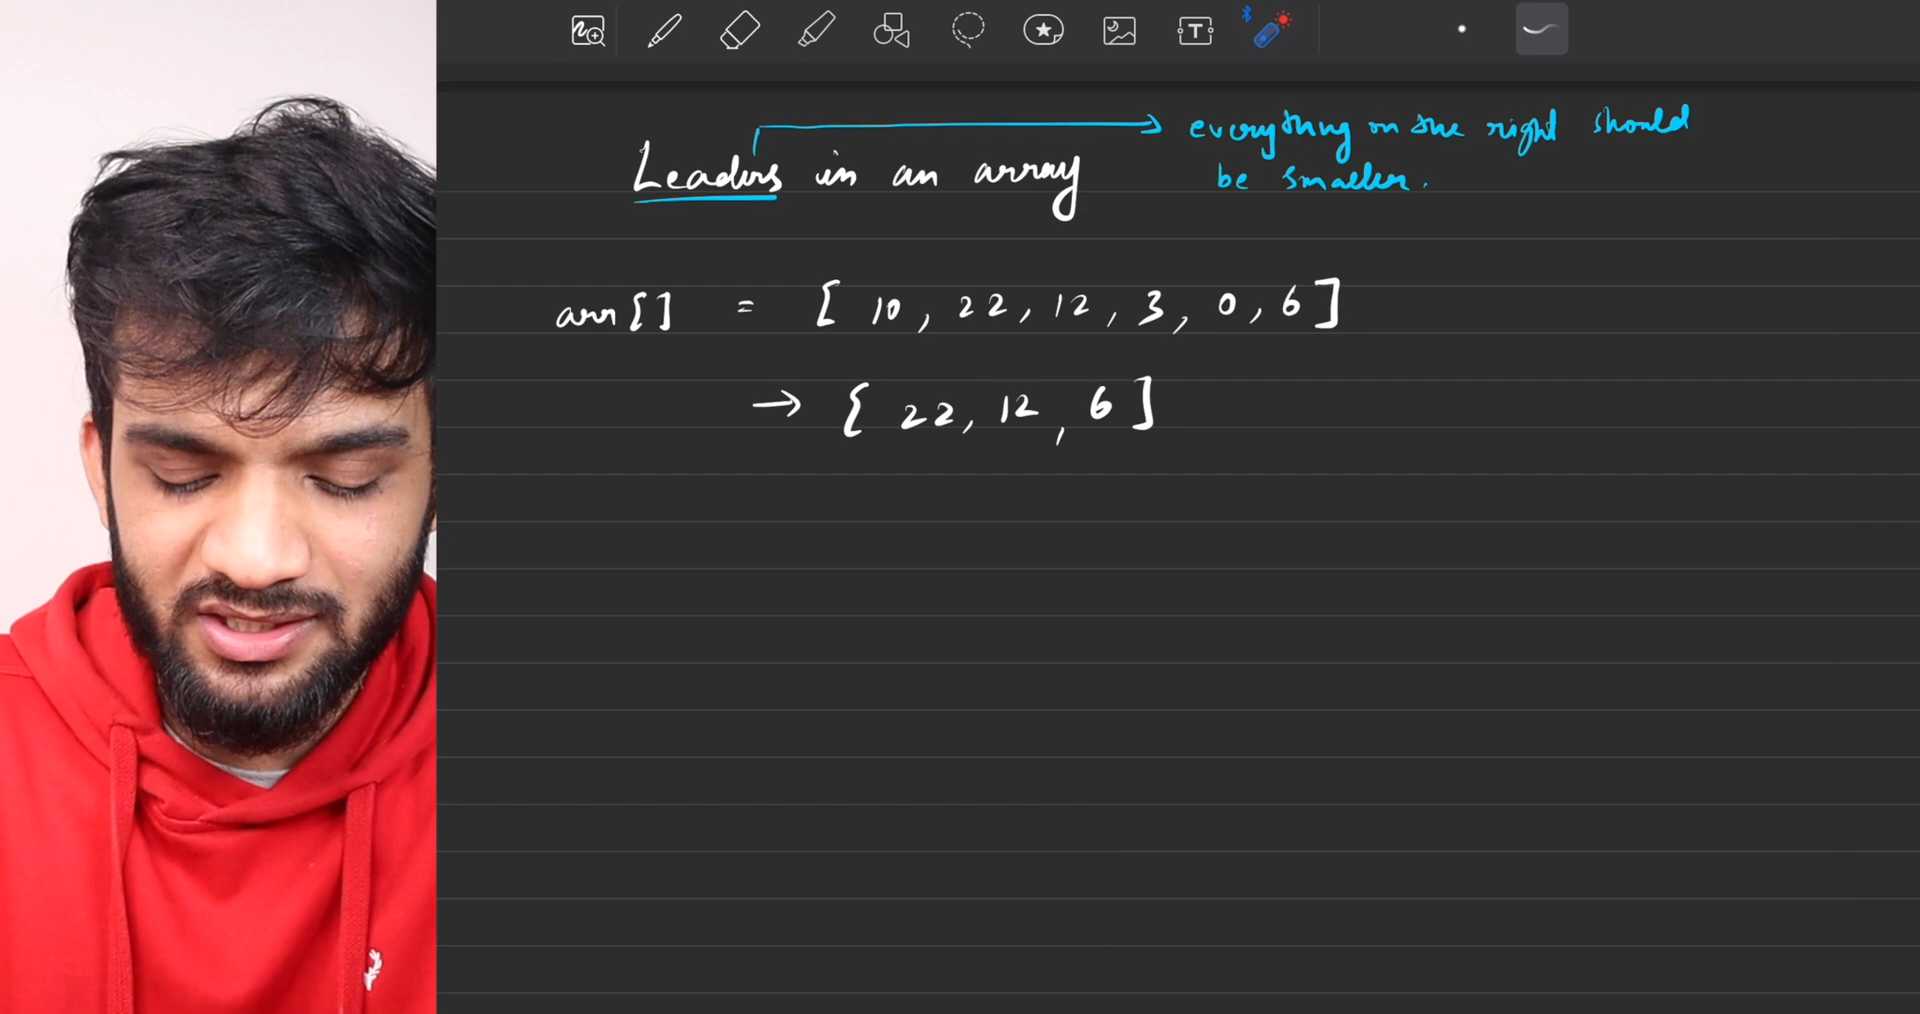 Leaders in an array → everything on the right should
be smaller.
arr[] = [ 10, 22, 12, 3, 0, 6 ]
→ [ 22, 12, 6 ]